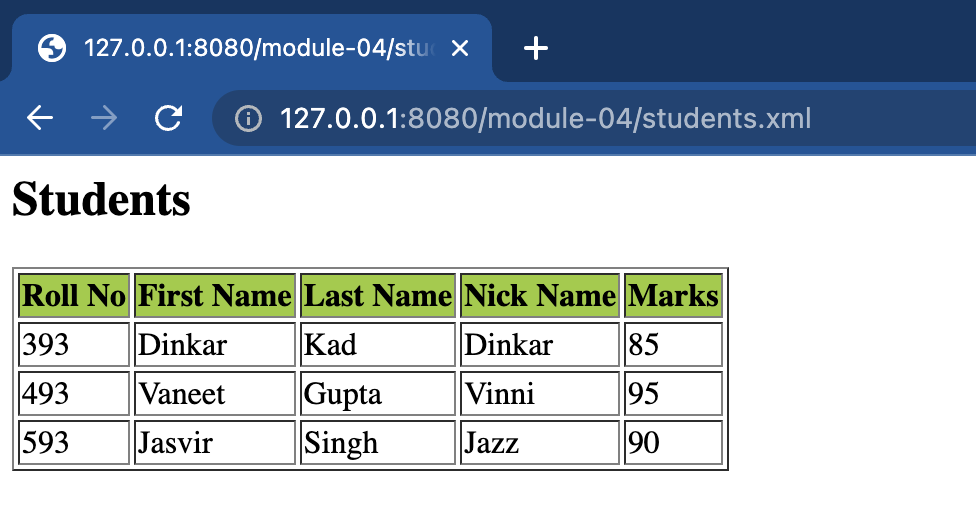 127.0.0.1:8080/module-04/stu
127.0.0.1:8080/module-04/students.xml
Students
Roll No First Name Last Name Nick Name Marks
393 Dinkar Kad Dinkar 85
493 Vaneet Gupta Vinni 95
593 Jasvir Singh Jazz 90